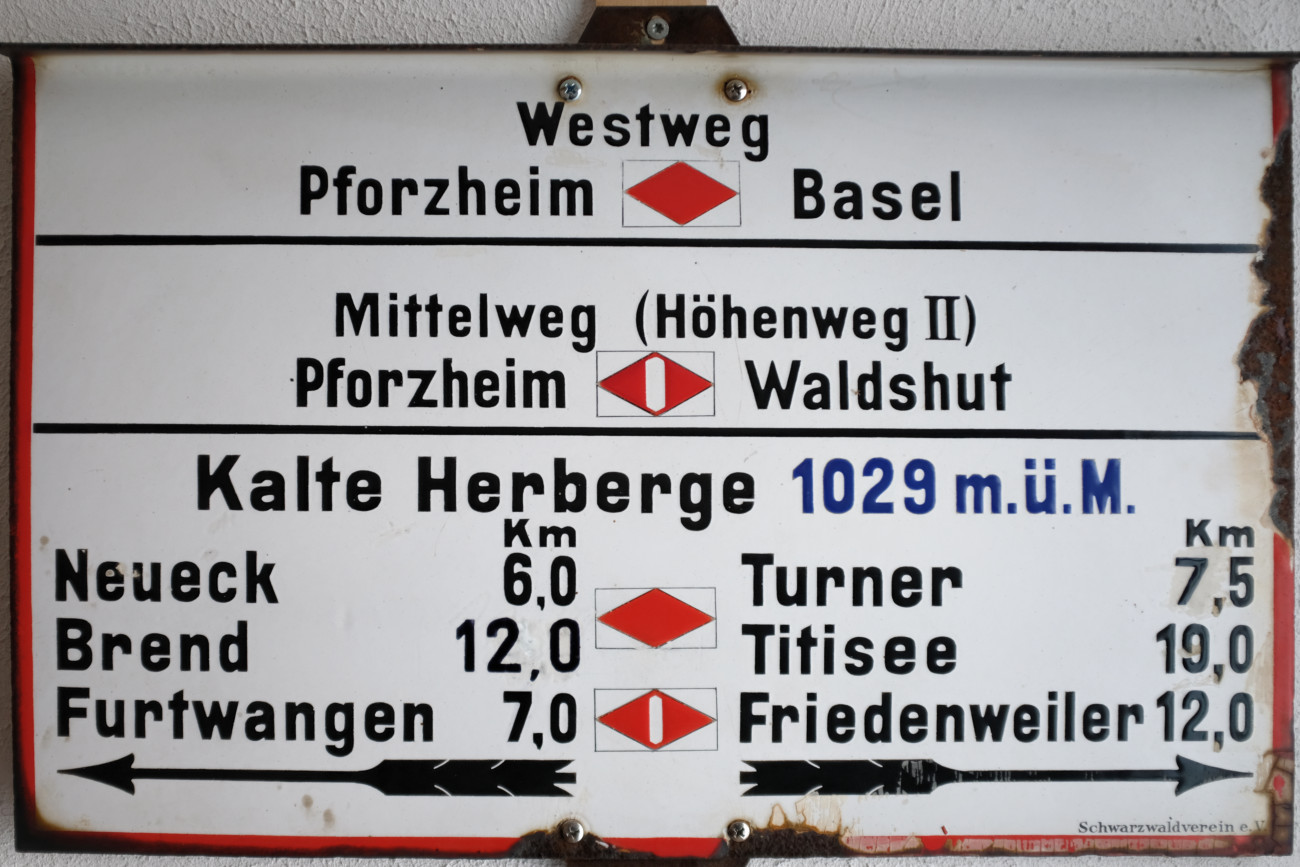 Westweg
Pforzheim Basel
Mittelweg (Höhenweg II)
Pforzheim Waldshut
Kalte Herberge 1029 m.ü.M.
Km Km
Neueck 6,0 Turner 7,5
Brend 12,0 Titisee 19,0
Furtwangen 7,0 Friedenweiler 12,0
Schwarzwaldverein e.V.